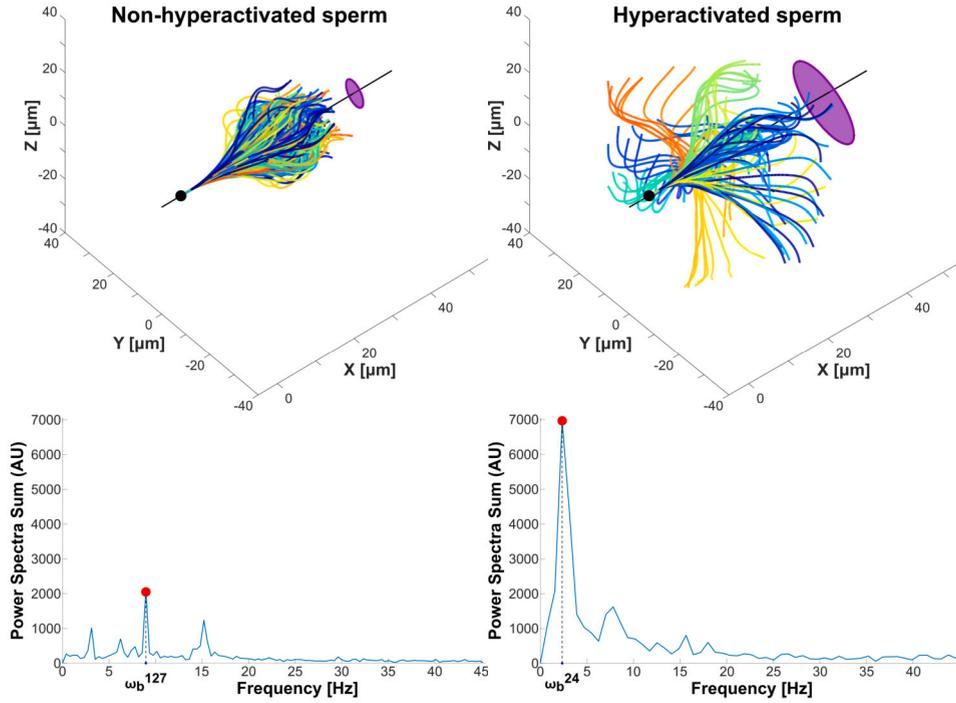 Non-hyperactivated sperm
Hyperactivated sperm
40
20
0
-20
-40
Z [µm]
40
20
0
-20
-40
Y [µm]
0
20
40
X [µm]
40
20
0
-20
-40
Z [µm]
40
20
0
-20
-40
Y [µm]
0
20
40
X [µm]
7000
6000
5000
4000
3000
2000
1000
0
Power Spectra Sum (AU)
0 5 15 20 25 30 35 40 45
ωb127
Frequency [Hz]
7000
6000
5000
4000
3000
2000
1000
0
Power Spectra Sum (AU)
0 5 10 15 20 25 30 35 40
ωb24
Frequency [Hz]